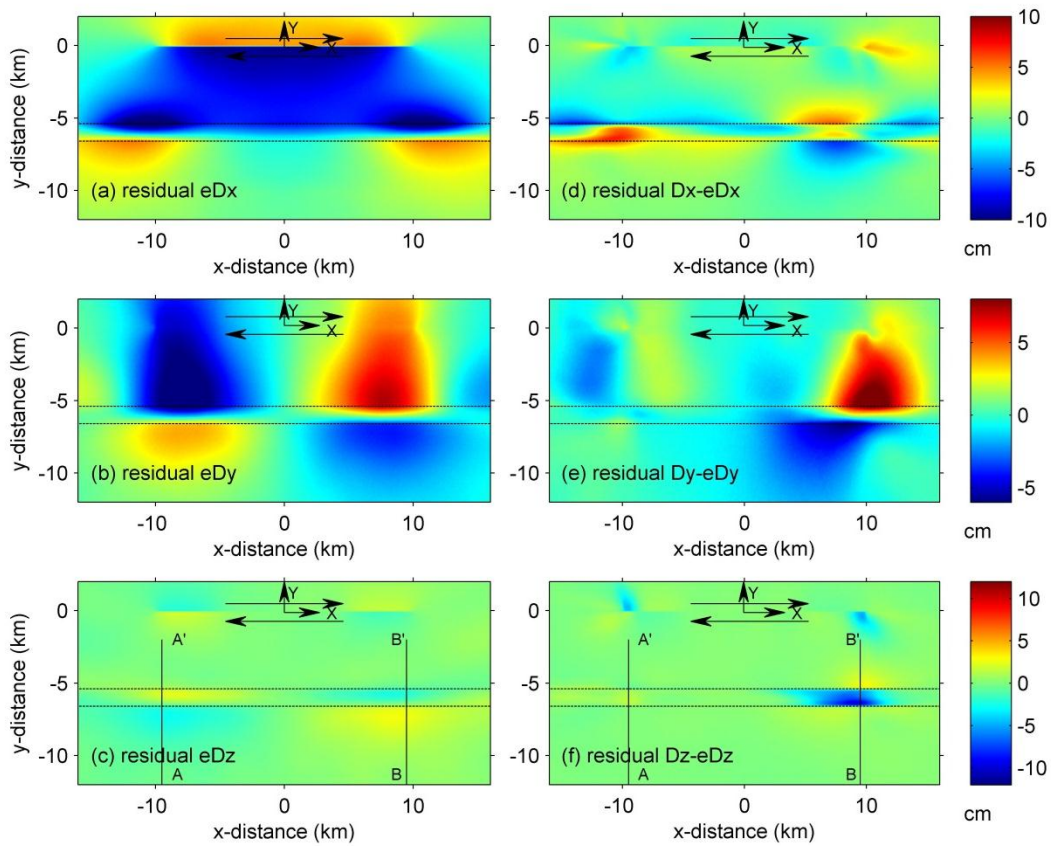 0
-5
-10
y-distance (km)
Y
X
(a) residual eDx
-10
0
10
x-distance (km)
0
-5
-10
Y
X
(d) residual Dx-eDx
-10
0
10
x-distance (km)
10
5
0
-5
-10
cm
0
-5
-10
y-distance (km)
Y
X
(b) residual eDy
-10
0
10
x-distance (km)
0
-5
-10
Y
X
(e) residual Dy-eDy
-10
0
10
x-distance (km)
5
0
-5
cm
0
-5
-10
y-distance (km)
Y
X
A'
B'
(c) residual eDz
A
B
-10
0
10
x-distance (km)
0
-5
-10
Y
X
A'
B'
(f) residual Dz-eDz
A
B
-10
0
10
x-distance (km)
10
5
0
-5
-10
cm